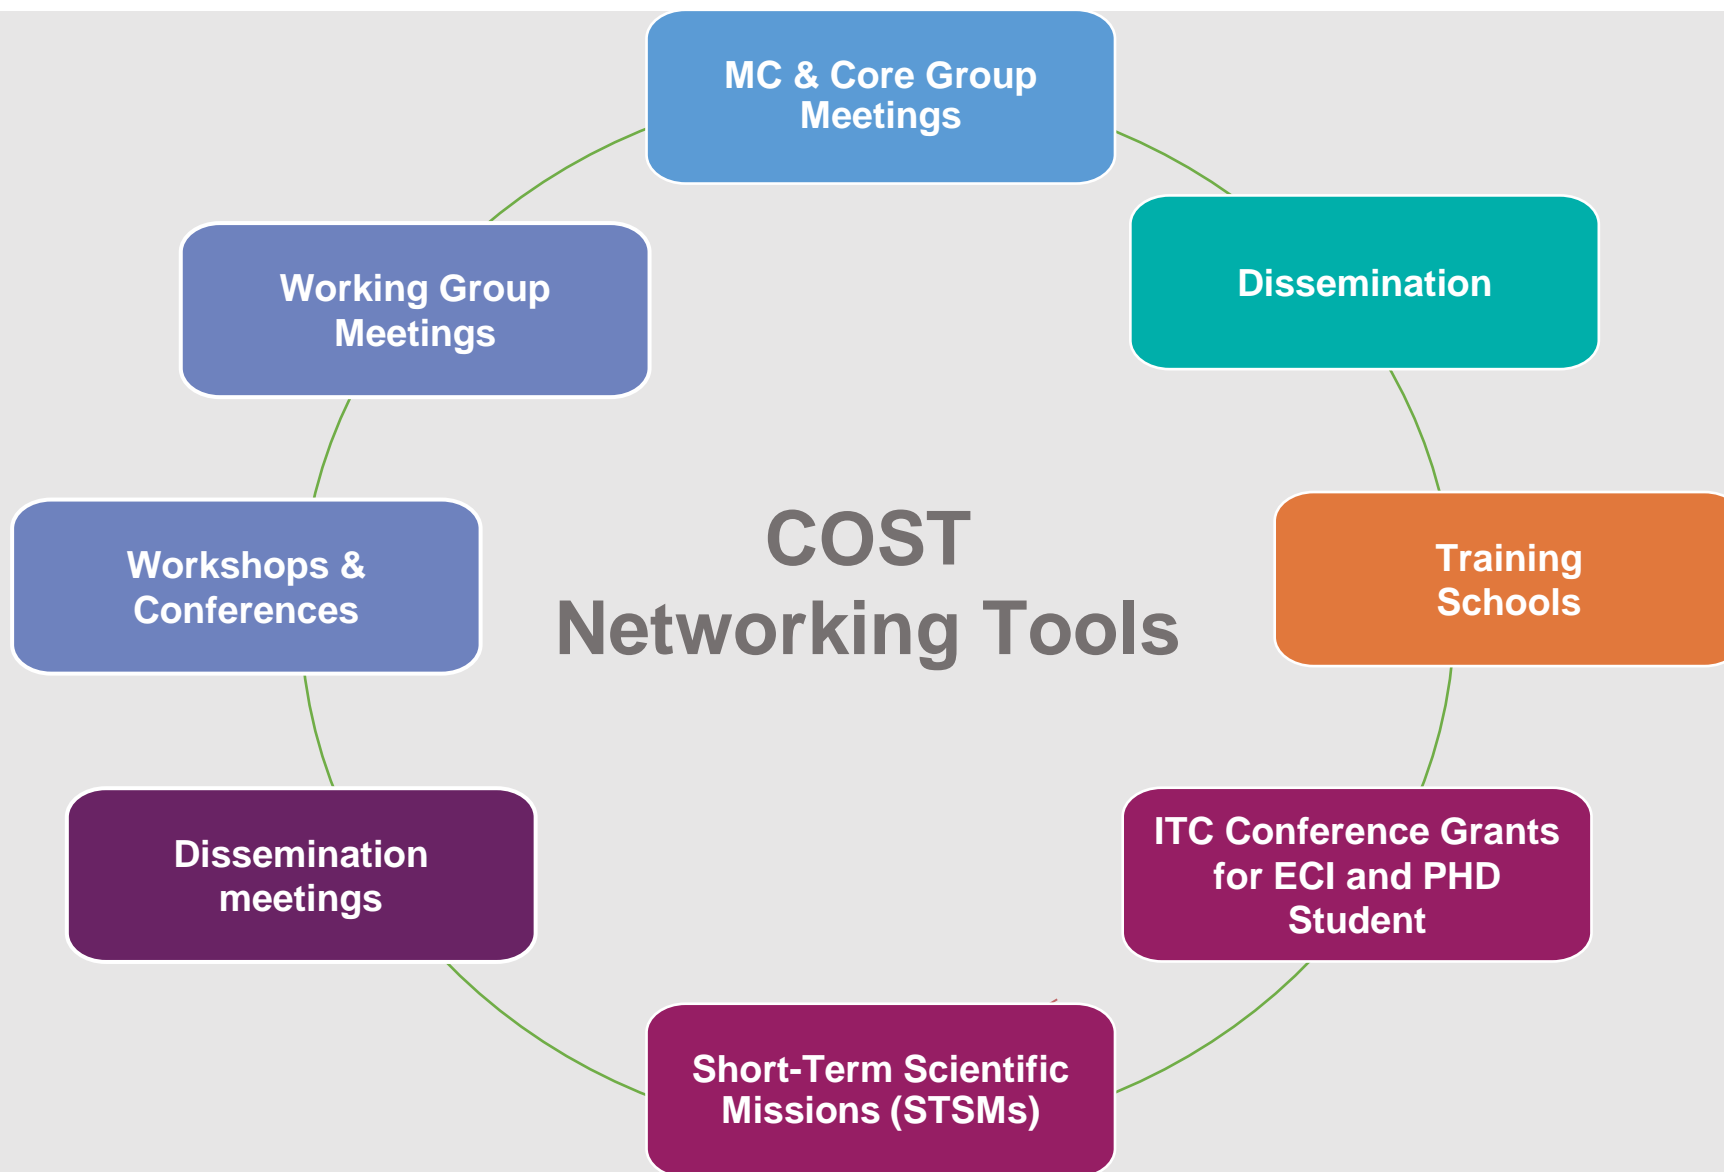 MC & Core Group
Meetings
Dissemination
Working Group
Meetings
COST
Networking Tools
Training
Schools
Workshops &
Conferences
ITC Conference Grants
for ECI and PHD
Student
Dissemination
meetings
Short-Term Scientific
Missions (STSMs)